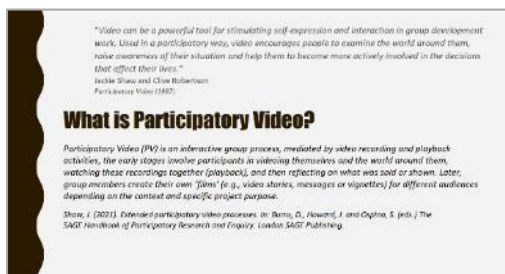 "Video can be a powerful tool for stimulating self-expression and interaction in group development
work. Used in a participatory way, video encourages people to examine the world around them,
raise awareness of their situation and help them to become more actively involved in the decisions
that affect their lives."
Jackie Shaw and Clive Robertson
Participatory Video (1997)
What is Participatory Video?
Participatory Video (PV) is an interactive group process, mediated by video recording and playback
activities, the early stages involve participants in videoing themselves and the world around them,
watching these recordings together (playback), and then reflecting on what was said or shown. Later,
group members create their own 'films' (e.g., video stories, messages or vignettes) for different audiences
depending on the context and specific project purpose.
Shaw, J. (2021). Extended participatory video processes. In: Burns, D., Howard, J. and Ospina, S. (eds.) The
SAGE Handbook of Participatory Research and Enquiry. London SAGE Publishing.